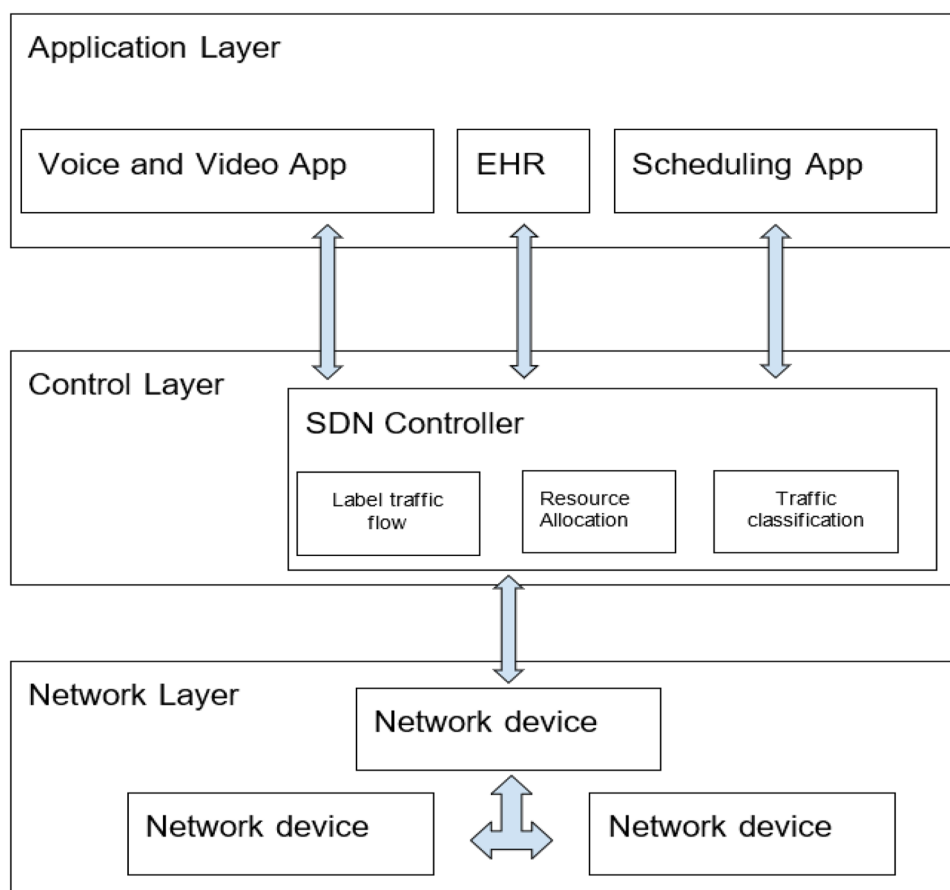 Application Layer
Voice and Video App
EHR
Scheduling App
Control Layer
SDN Controller
Label traffic
flow
Resource
Allocation
Traffic
classification
Network Layer
Network device
Network device
Network device